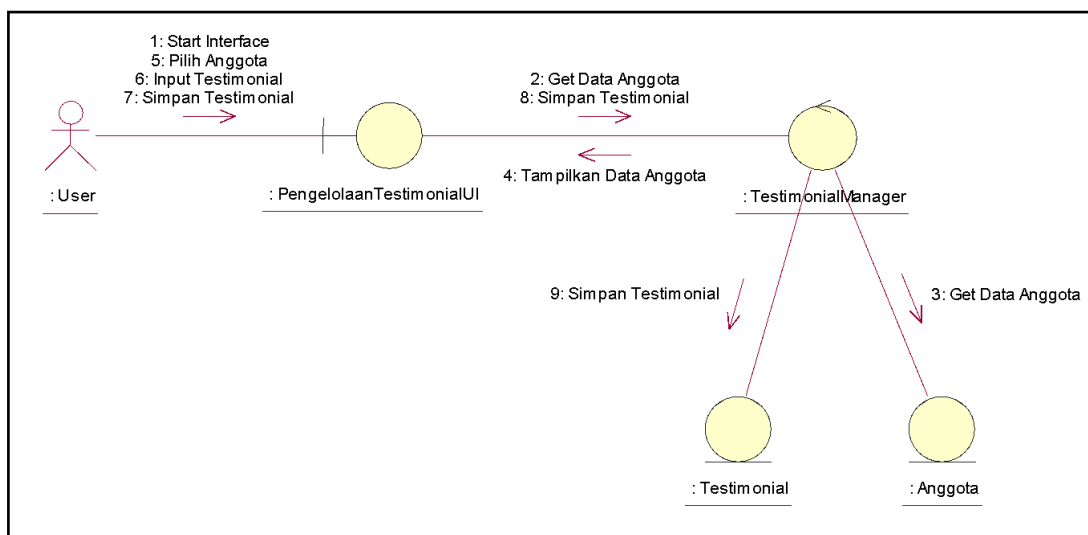 1: Start Interface
5: Pilih Anggota
6: Input Testimonial
7: Simpan Testimonial
2: Get Data Anggota
8: Simpan Testimonial
4: Tampilkan Data Anggota
: User
: PengelolaanTestimonialUI
: TestimonialManager
9: Simpan Testimonial
3: Get Data Anggota
: Testimonial
: Anggota